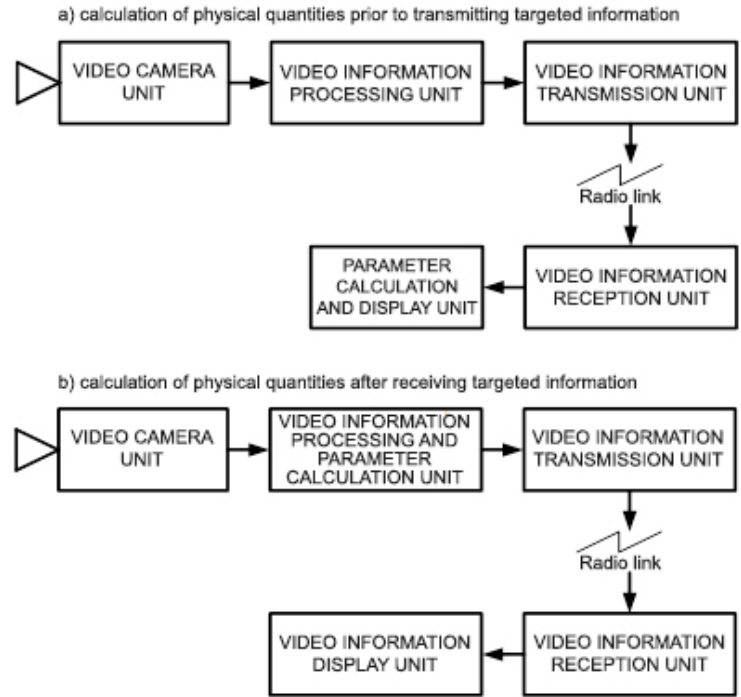 a) calculation of physical quantities prior to transmitting targeted information
VIDEO CAMERA
UNIT
VIDEO INFORMATION
PROCESSING UNIT
VIDEO INFORMATION
TRANSMISSION UNIT
Radio link
PARAMETER
CALCULATION
AND DISPLAY UNIT
VIDEO INFORMATION
RECEPTION UNIT
b) calculation of physical quantities after receiving targeted information
VIDEO CAMERA
UNIT
VIDEO INFORMATION
PROCESSING AND
PARAMETER
CALCULATION UNIT
VIDEO INFORMATION
TRANSMISSION UNIT
Radio link
VIDEO INFORMATION
DISPLAY UNIT
VIDEO INFORMATION
RECEPTION UNIT